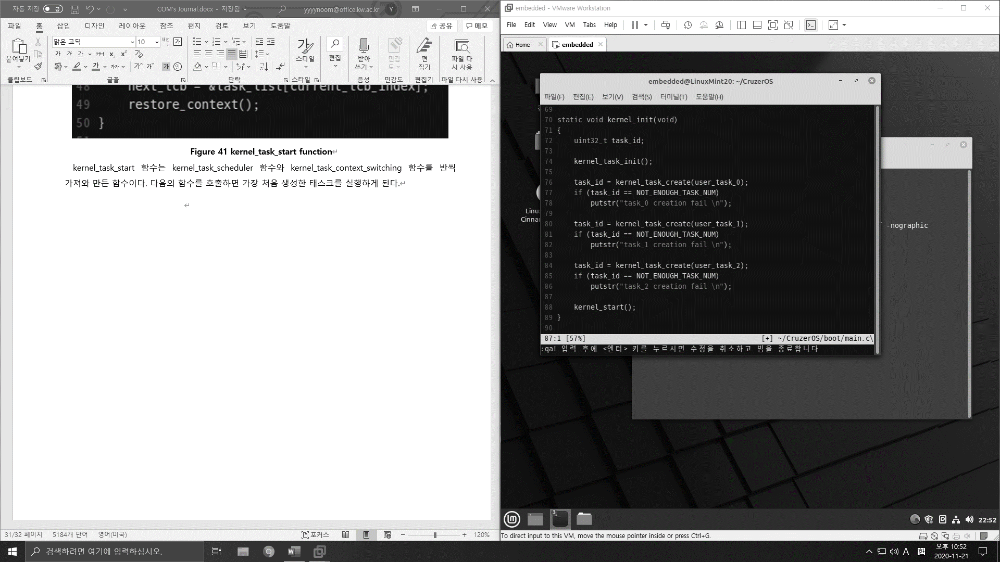 자동 저장
COM's Journal.docx - 저장됨
yyyynoom@office.kw.ac.kr
Y
파일 홈 삽입 디자인 레이아웃 참조 편지 검토 보기 도움말
공유
메모
붙여넣기
맑은 고딕
10
스타일
편집
받아쓰기
민감도
편집기
파일 다시 사용
클립보드
글꼴
단락
스타일
음성
민감도
편집기
파일 다시 사용
48 next_tcb = &task_list[current_tcb_index];
49 restore_context();
50 }
Figure 41 kernel_task_start function
kernel_task_start 함수는 kernel_task_scheduler 함수와 kernel_task_context_switching 함수를 반씩
가져와 만든 함수이다. 다음의 함수를 호출하면 가장 처음 생성한 태스크를 실행하게 된다.
31/32 페이지 5184개 단어 영어(미국)
포커스
120%
embedded - VMware Workstation
File Edit View VM Tabs Help
Home
embedded
Linu
Cinnar
embedded@LinuxMint20: ~/CruzerOS
파일(F) 편집(E) 보기(V) 검색(S) 터미널(T) 도움말(H)
69
70 static void kernel_init(void)
71 {
72 uint32_t task_id;
73
74 kernel_task_init();
75
76 task_id = kernel_task_create(user_task_0);
77 if (task_id == NOT_ENOUGH_TASK_NUM)
78 putstr("task_0 creation fail \n");
79
80 task_id = kernel_task_create(user_task_1);
81 if (task_id == NOT_ENOUGH_TASK_NUM)
82 putstr("task_1 creation fail \n");
83
84 task_id = kernel_task_create(user_task_2);
85 if (task_id == NOT_ENOUGH_TASK_NUM)
86 putstr("task_2 creation fail \n");
87
88 kernel_start();
89 }
90
87:1 [57%] [+] ~/CruzerOS/boot/main.c\
:qa! 입력 후에 <엔터> 키를 누르시면 수정을 취소하고 빔을 종료합니다
-nographic
3
22:52
To direct input to this VM, move the mouse pointer inside or press Ctrl+G.
검색하려면 여기에 입력하십시오.
A
한
오후 10:52
2020-11-21